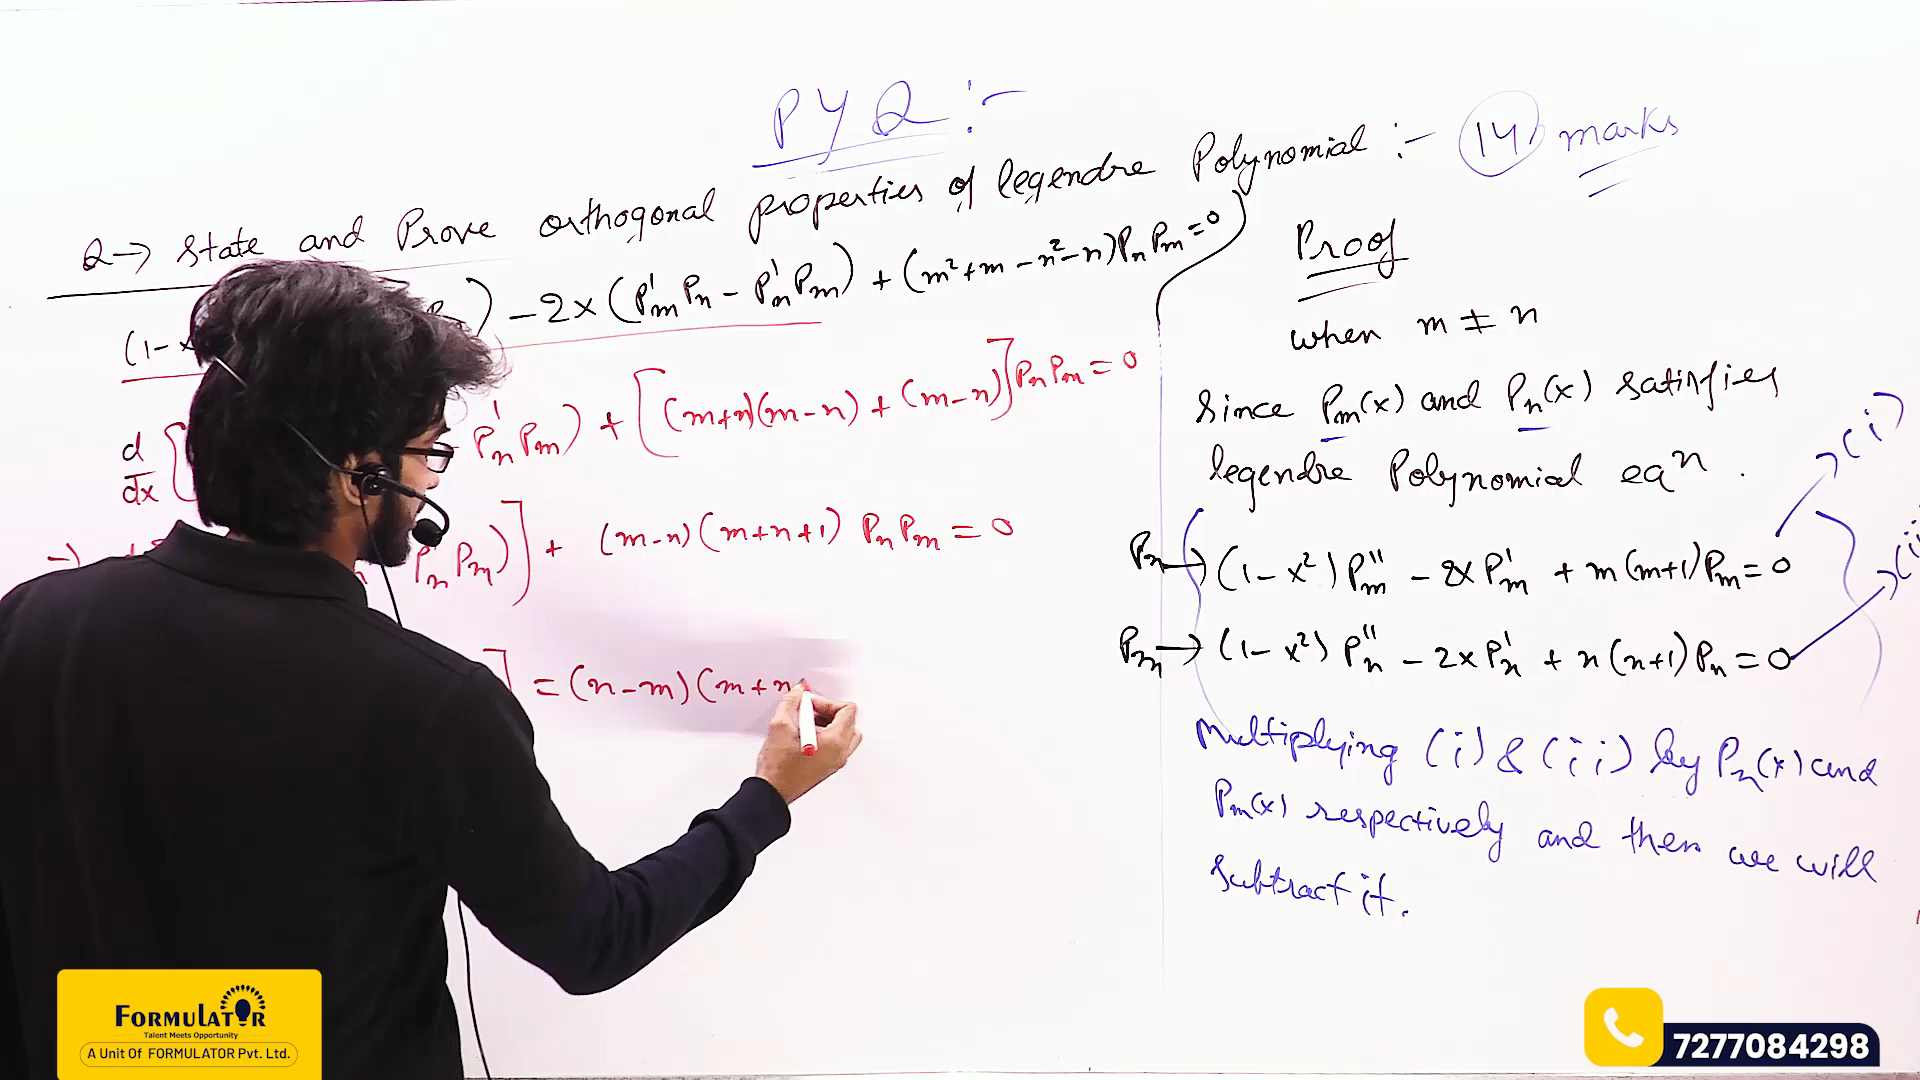 PYQ :-
Q→ State and Prove orthogonal properties of legendre Polynomial :- (14) marks
(1-x ) - 2x (P'm Pn - P'n Pm) + (m²+m-n²-n) Pn Pm = 0
d/dx [ P'n Pm) + [(m+n)(m-n) + (m-n)] Pn Pm = 0
Pn Pm)] + (m-n)(m+n+1) Pn Pm = 0
] = (n-m)(m+n
Proof
when m ≠ n
Since Pm(x) and Pn(x) satisfies
legendre Polynomial eqn .
Pn → (1-x²) P''m - 2x P'm + m(m+1) Pm = 0 → (i)
Pm → (1-x²) P''n - 2x P'n + n(n+1) Pn = 0
Multiplying (i) & (ii) by Pn(x) and
Pm(x) respectively and then we will
Subtract it.
FORMULATOR
Talent Meets Opportunity
A Unit Of FORMULATOR Pvt. Ltd.
7277084298